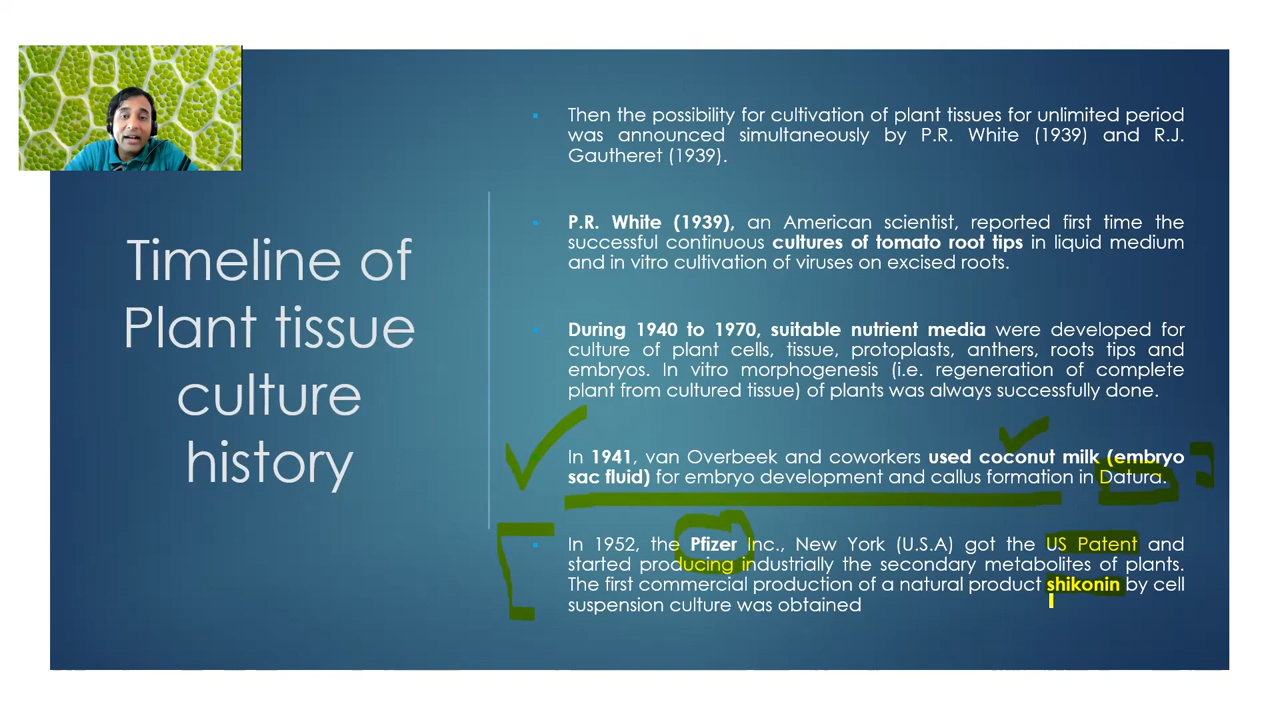 Timeline of
Plant tissue
culture
history
Then the possibility for cultivation of plant tissues for unlimited period
was announced simultaneously by P.R. White (1939) and R.J.
Gautheret (1939).
P.R. White (1939), an American scientist, reported first time the
successful continuous cultures of tomato root tips in liquid medium
and in vitro cultivation of viruses on excised roots.
During 1940 to 1970, suitable nutrient media were developed for
culture of plant cells, tissue, protoplasts, anthers, roots tips and
embryos. In vitro morphogenesis (i.e. regeneration of complete
plant from cultured tissue) of plants was always successfully done.
In 1941, van Overbeek and coworkers used coconut milk (embryo
sac fluid) for embryo development and callus formation in Datura.
In 1952, the Pfizer Inc., New York (U.S.A) got the US Patent and
started producing industrially the secondary metabolites of plants.
The first commercial production of a natural product shikonin by cell
suspension culture was obtained